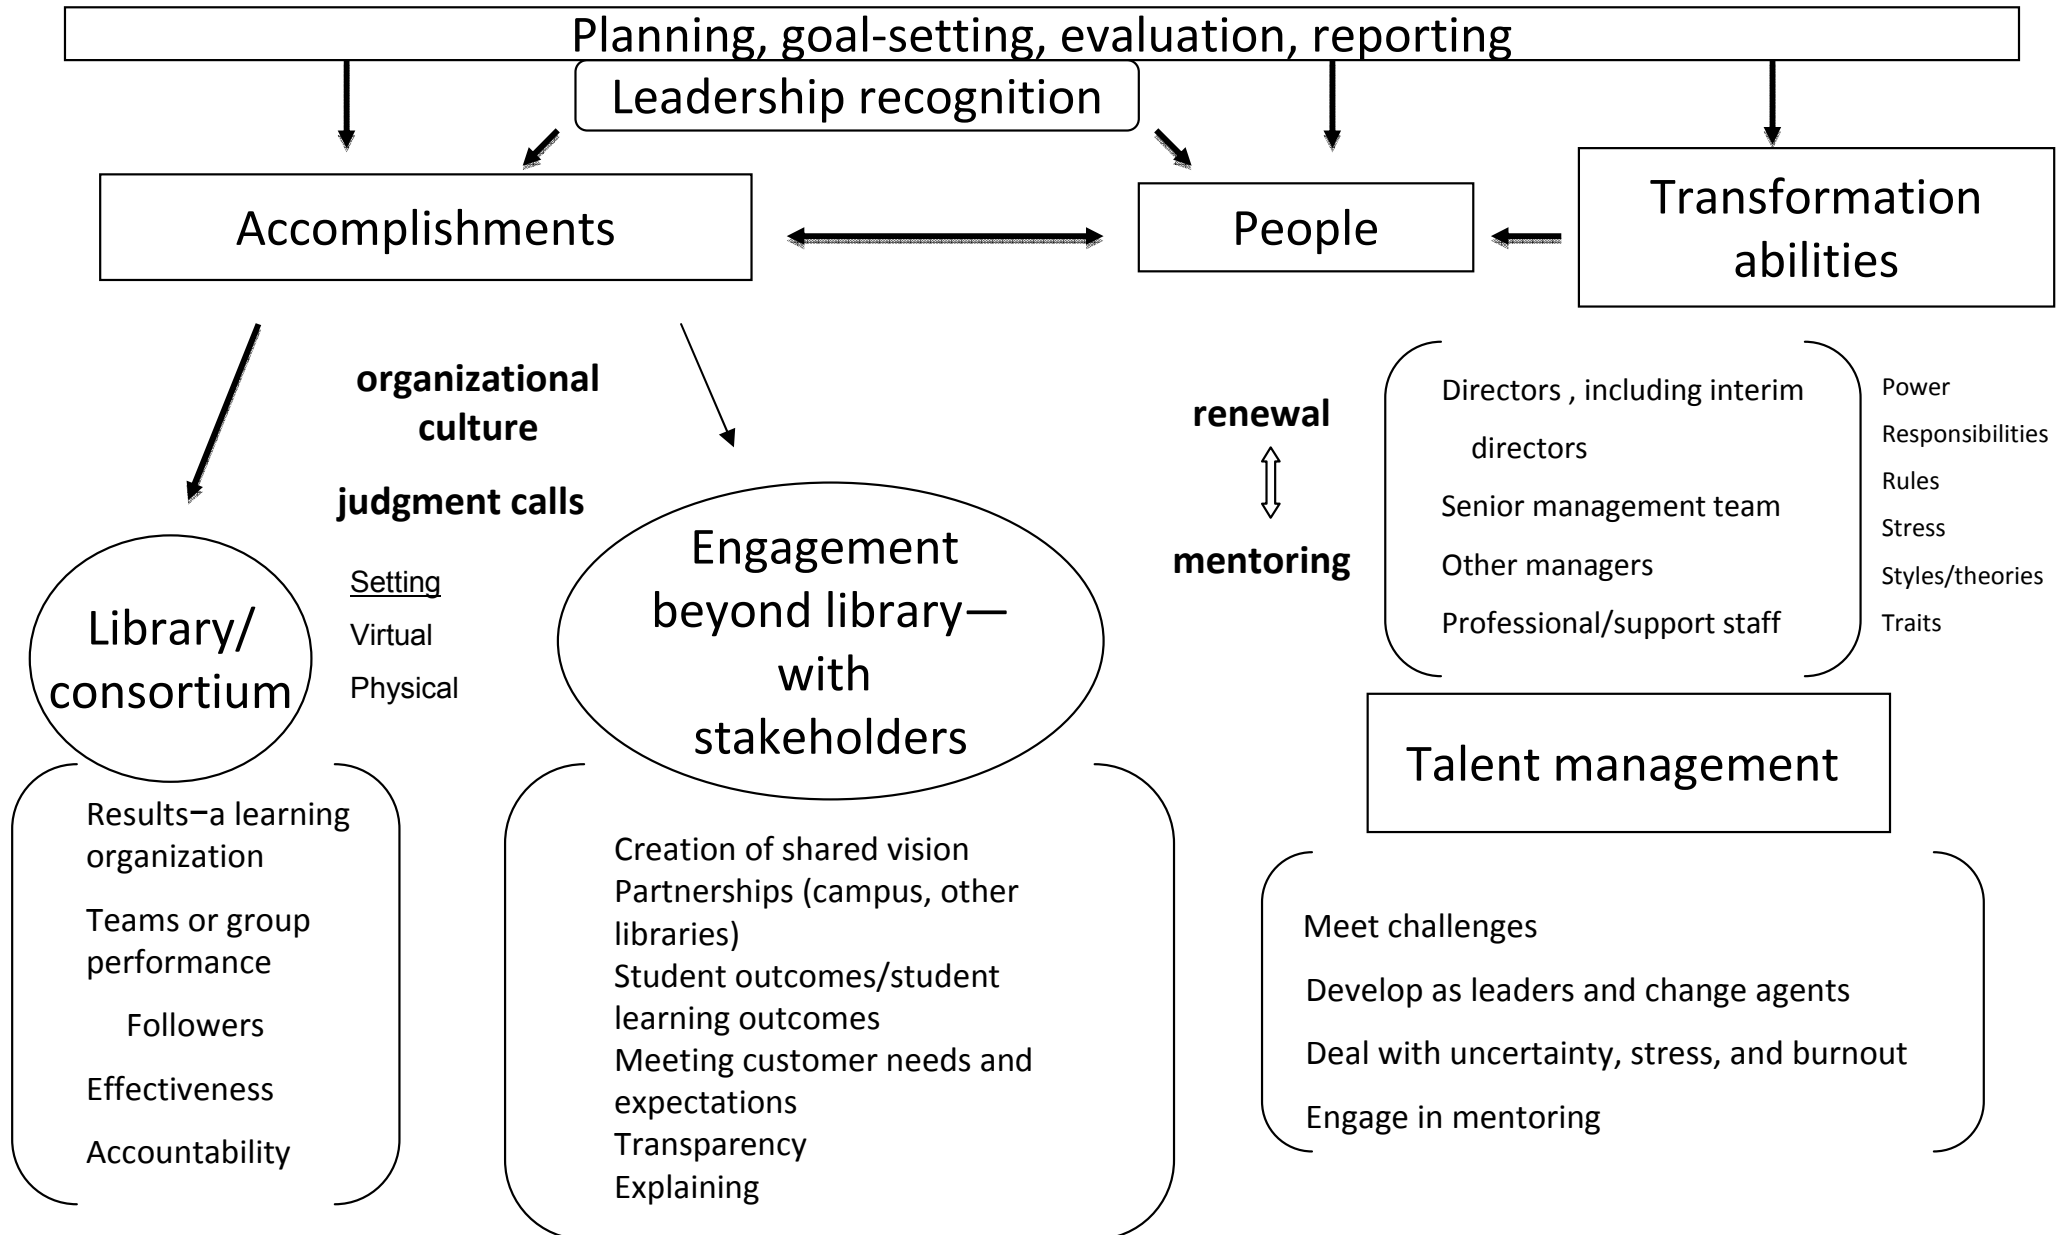 Planning, goal-setting, evaluation, reporting
Leadership recognition
Accomplishments
People
Transformation
abilities
organizational
culture
judgment calls
Setting
Virtual
Physical
Library/
consortium
Results–a learning
organization
Teams or group
performance
Followers
Effectiveness
Accountability
Engagement
beyond library—
with
stakeholders
Creation of shared vision
Partnerships (campus, other
libraries)
Student outcomes/student
learning outcomes
Meeting customer needs and
expectations
Transparency
Explaining
renewal
mentoring
Directors , including interim
directors
Senior management team
Other managers
Professional/support staff
Power
Responsibilities
Rules
Stress
Styles/theories
Traits
Talent management
Meet challenges
Develop as leaders and change agents
Deal with uncertainty, stress, and burnout
Engage in mentoring